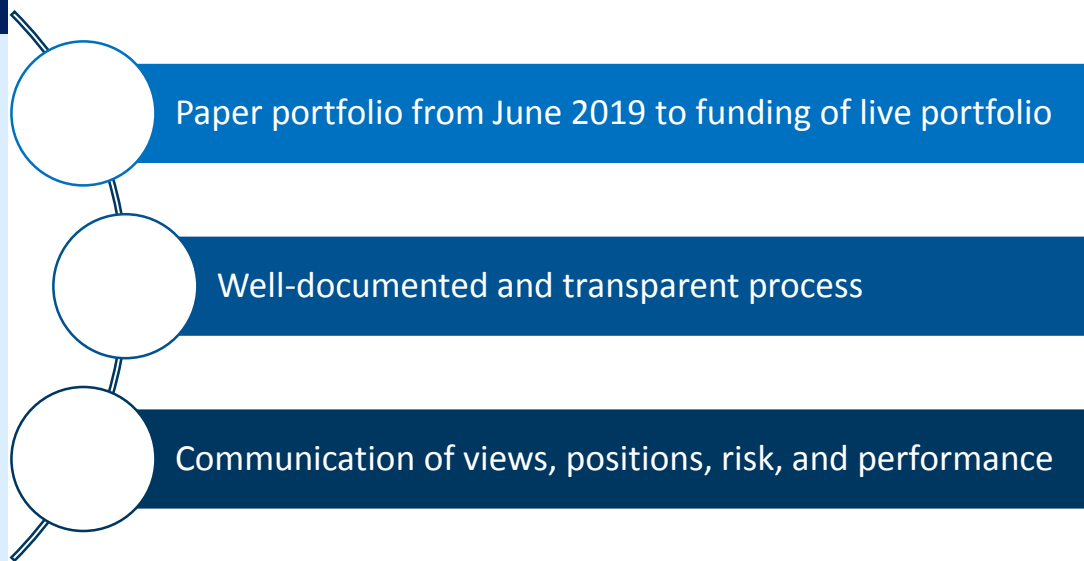 Paper portfolio from June 2019 to funding of live portfolio
Well-documented and transparent process
Communication of views, positions, risk, and performance